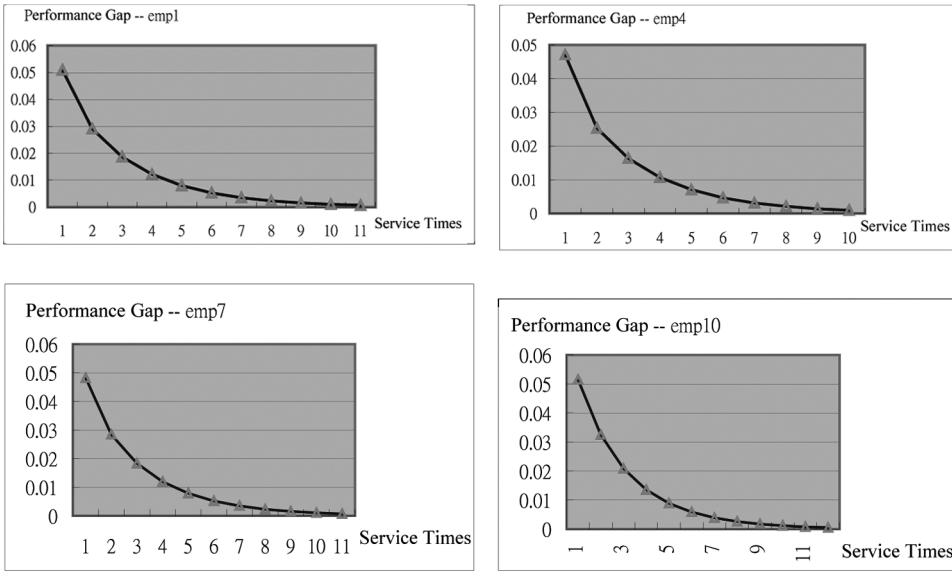 Performance Gap -- emp1
0.06
0.05
0.04
0.03
0.02
0.01
0
1 2 3 4 5 6 7 8 9 10 11
Service Times
Performance Gap -- emp4
0.05
0.04
0.03
0.02
0.01
0
1 2 3 4 5 6 7 8 9 10
Service Times
Performance Gap -- emp7
0.06
0.05
0.04
0.03
0.02
0.01
0
1 2 3 4 5 6 7 8 9 10 11
Service Times
Performance Gap -- emp10
0.06
0.05
0.04
0.03
0.02
0.01
0
1 3 5 7 9 11
Service Times